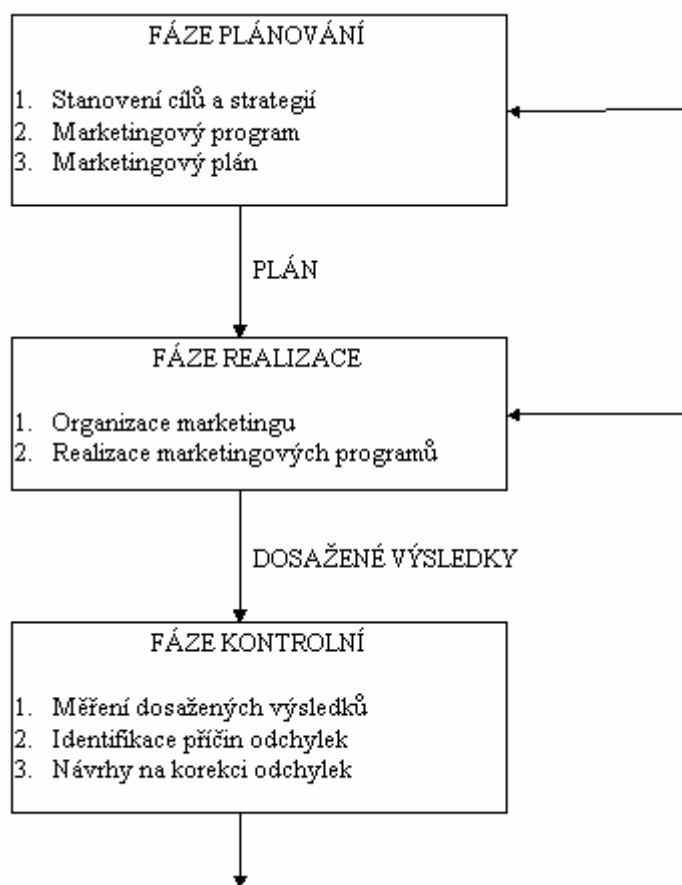 FÁZE PLÁNOVÁNÍ
1. Stanovení cílů a strategií
2. Marketingový program
3. Marketingový plán
PLÁN
FÁZE REALIZACE
1. Organizace marketingu
2. Realizace marketingových programů
DOSAŽENÉ VÝSLEDKY
FÁZE KONTROLNÍ
1. Měření dosažených výsledků
2. Identifikace příčin odchylek
3. Návrhy na korekci odchylek